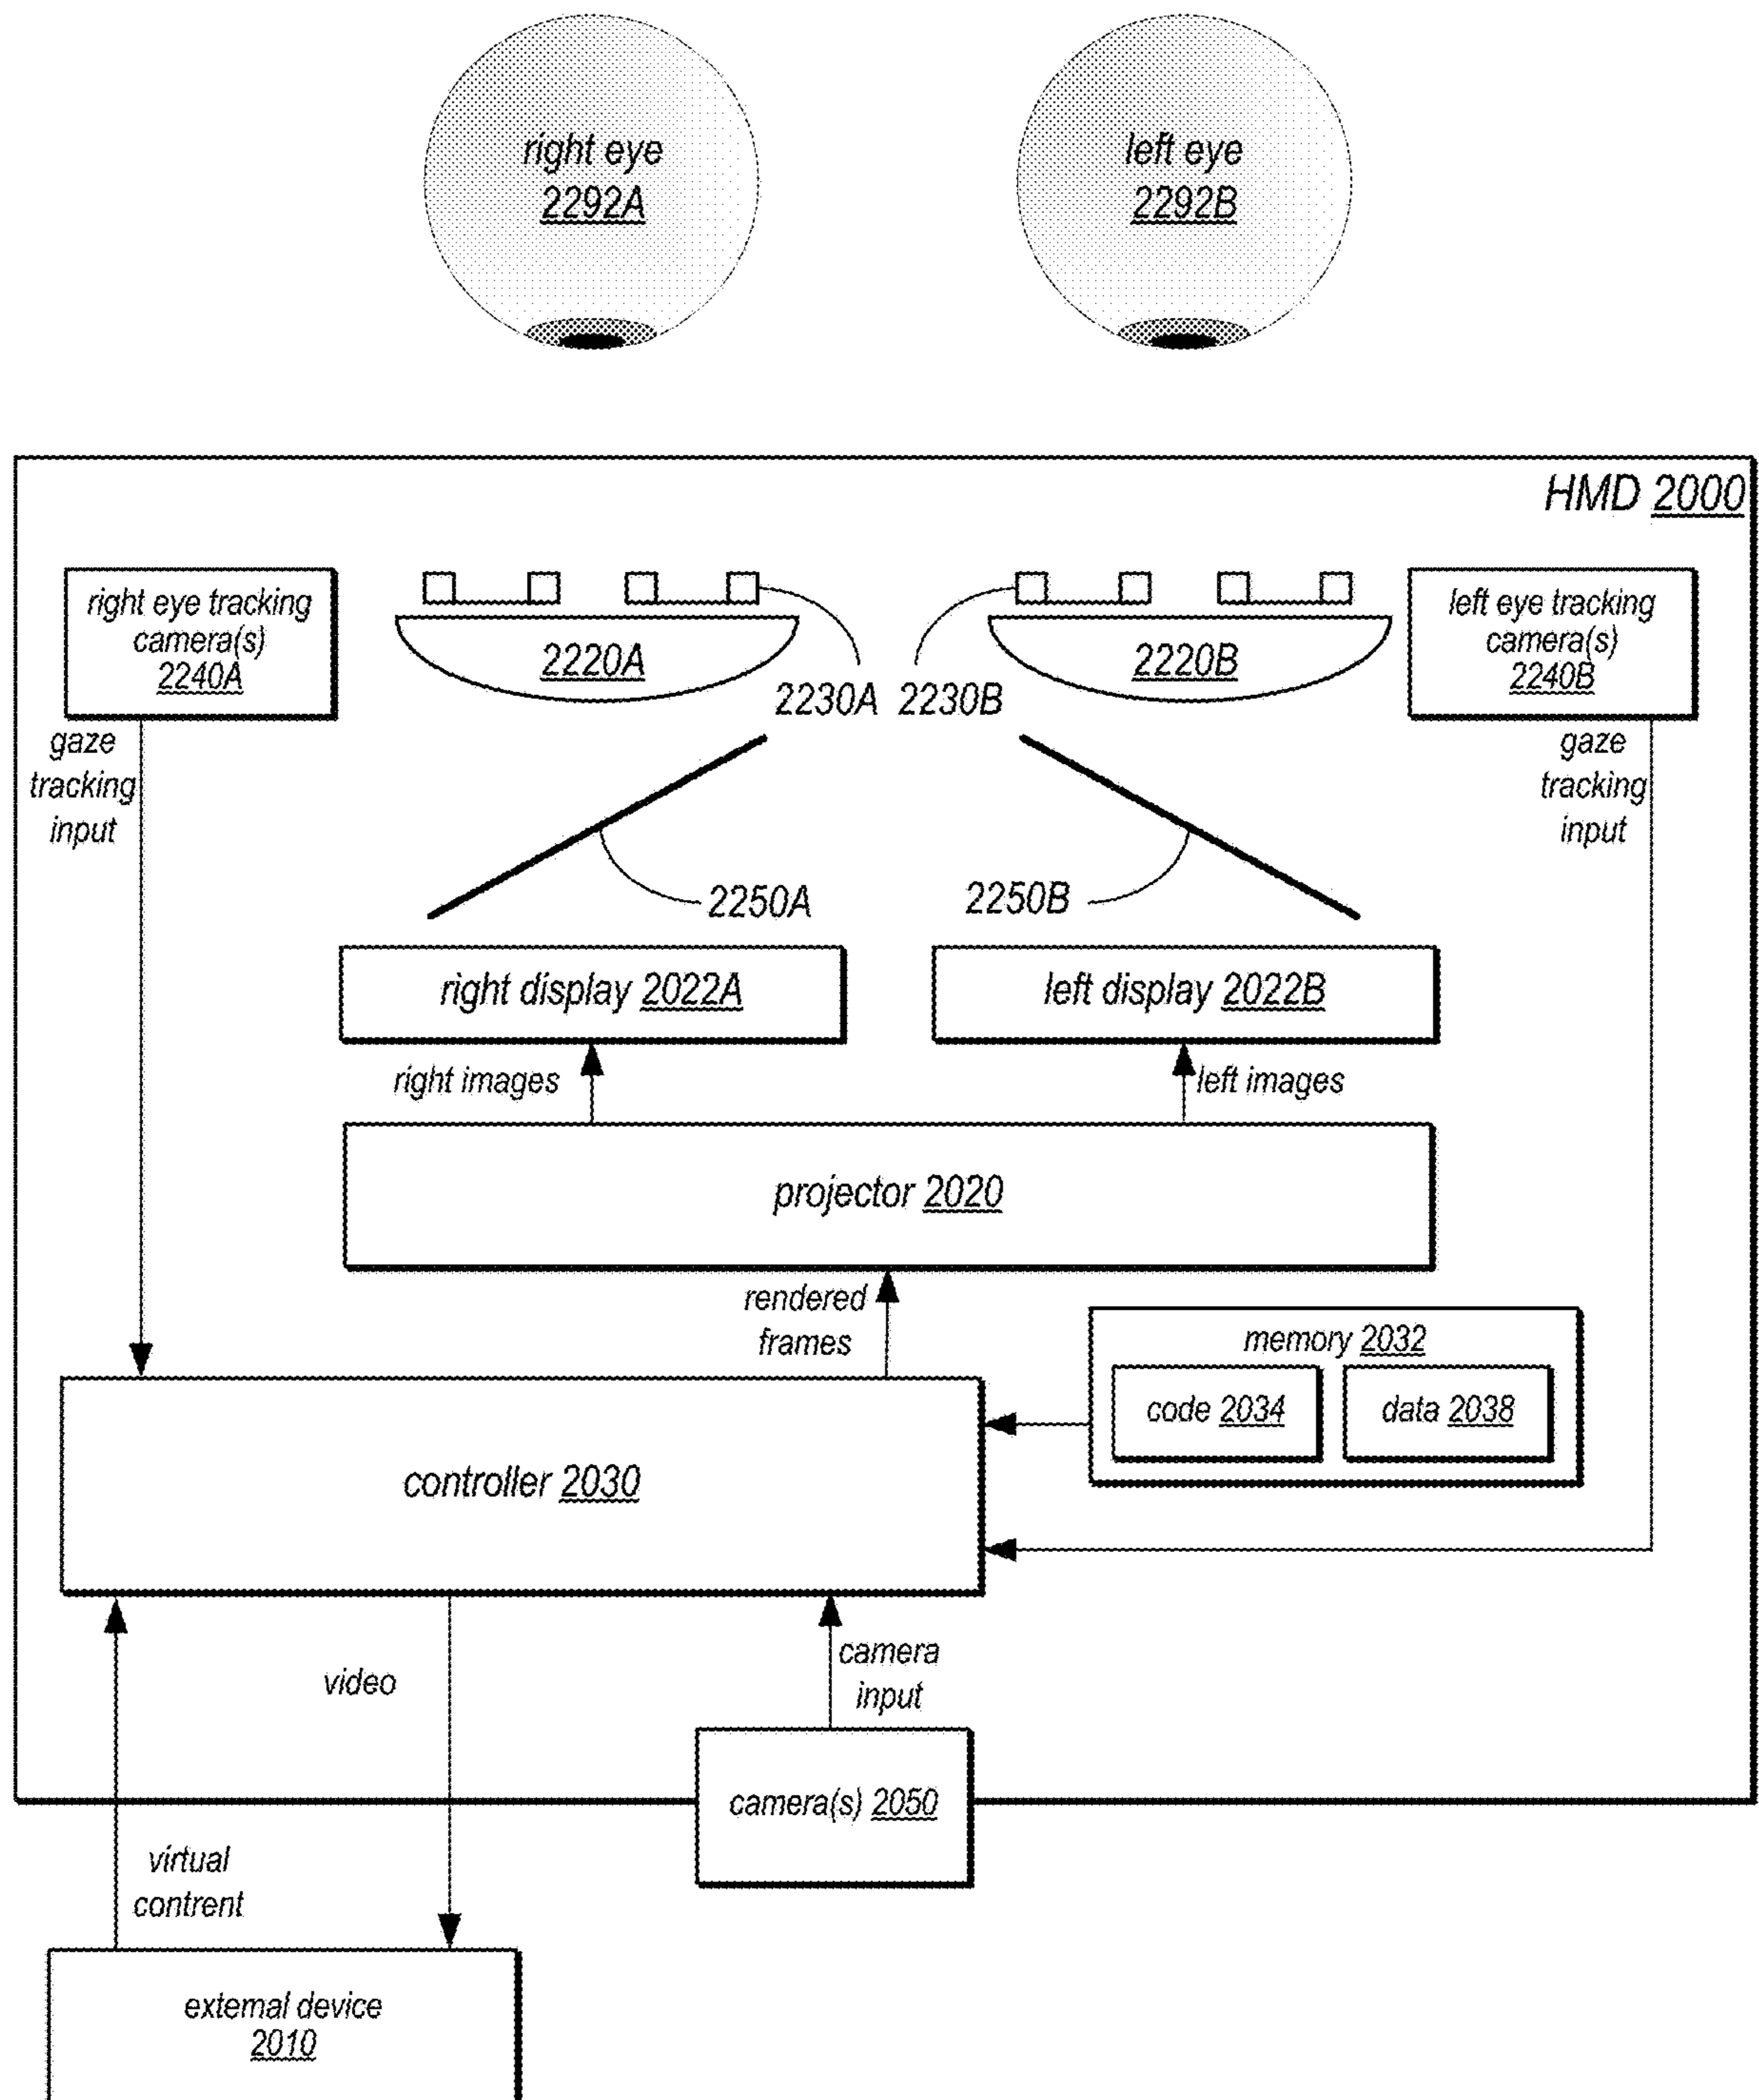 right eye
2292A
left eye
2292B
HMD 2000
right eye tracking
camera(s)
2240A
2220A
2230A
2230B
2220B
left eye tracking
camera(s)
2240B
gaze
tracking
input
gaze
tracking
input
2250A
2250B
right display 2022A
left display 2022B
right images
left images
projector 2020
rendered
frames
memory 2032
code 2034
data 2038
controller 2030
video
camera
input
camera(s) 2050
virtual
contrent
external device
2010